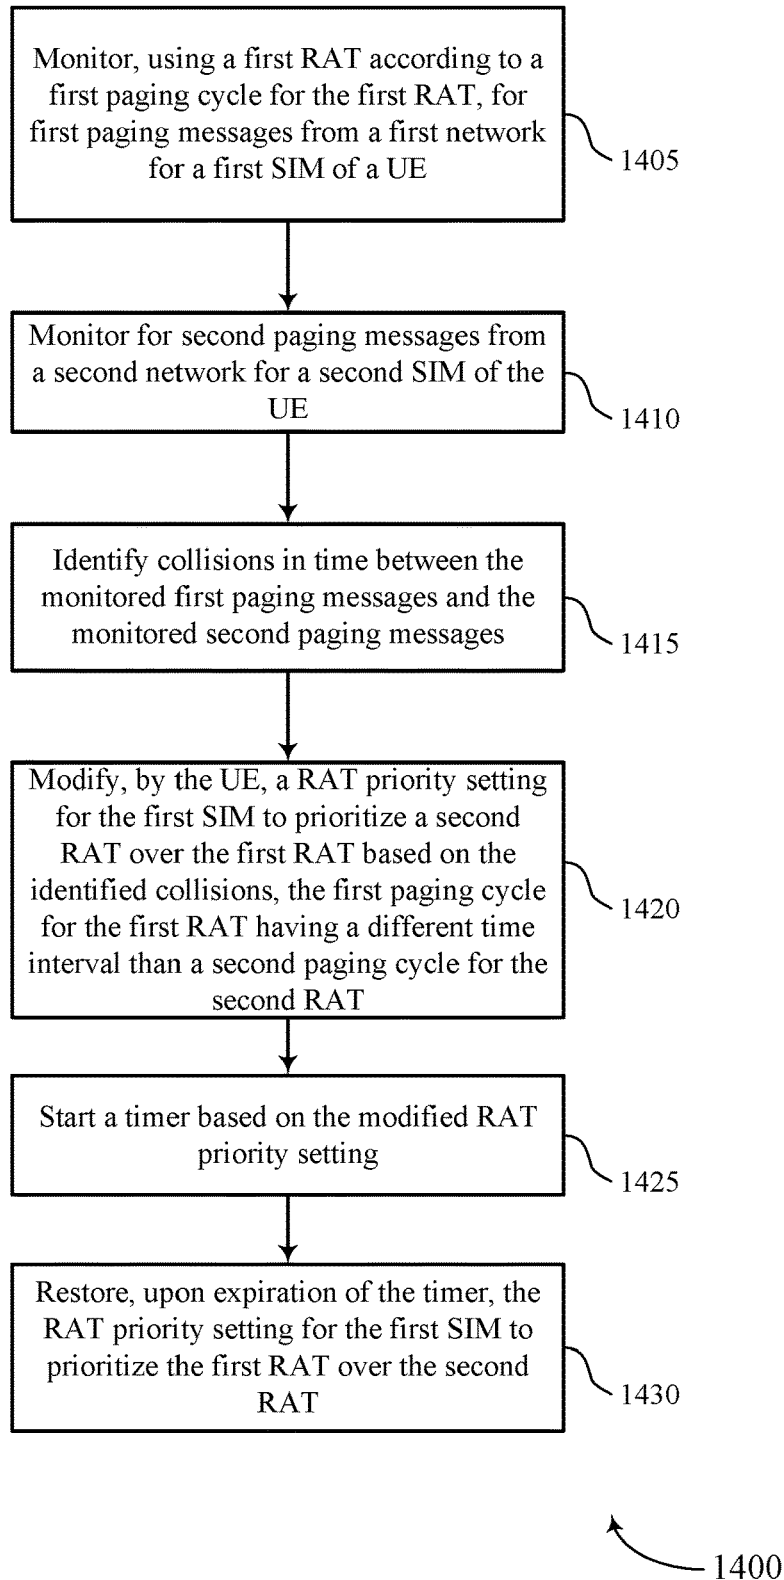 Monitor, using a first RAT according to a
first paging cycle for the first RAT, for
first paging messages from a first network
for a first SIM of a UE
1405
Monitor for second paging messages from
a second network for a second SIM of the
UE
1410
Identify collisions in time between the
monitored first paging messages and the
monitored second paging messages
1415
Modify, by the UE, a RAT priority setting
for the first SIM to prioritize a second
RAT over the first RAT based on the
identified collisions, the first paging cycle
for the first RAT having a different time
interval than a second paging cycle for the
second RAT
1420
Start a timer based on the modified RAT
priority setting
1425
Restore, upon expiration of the timer, the
RAT priority setting for the first SIM to
prioritize the first RAT over the second
RAT
1430
1400